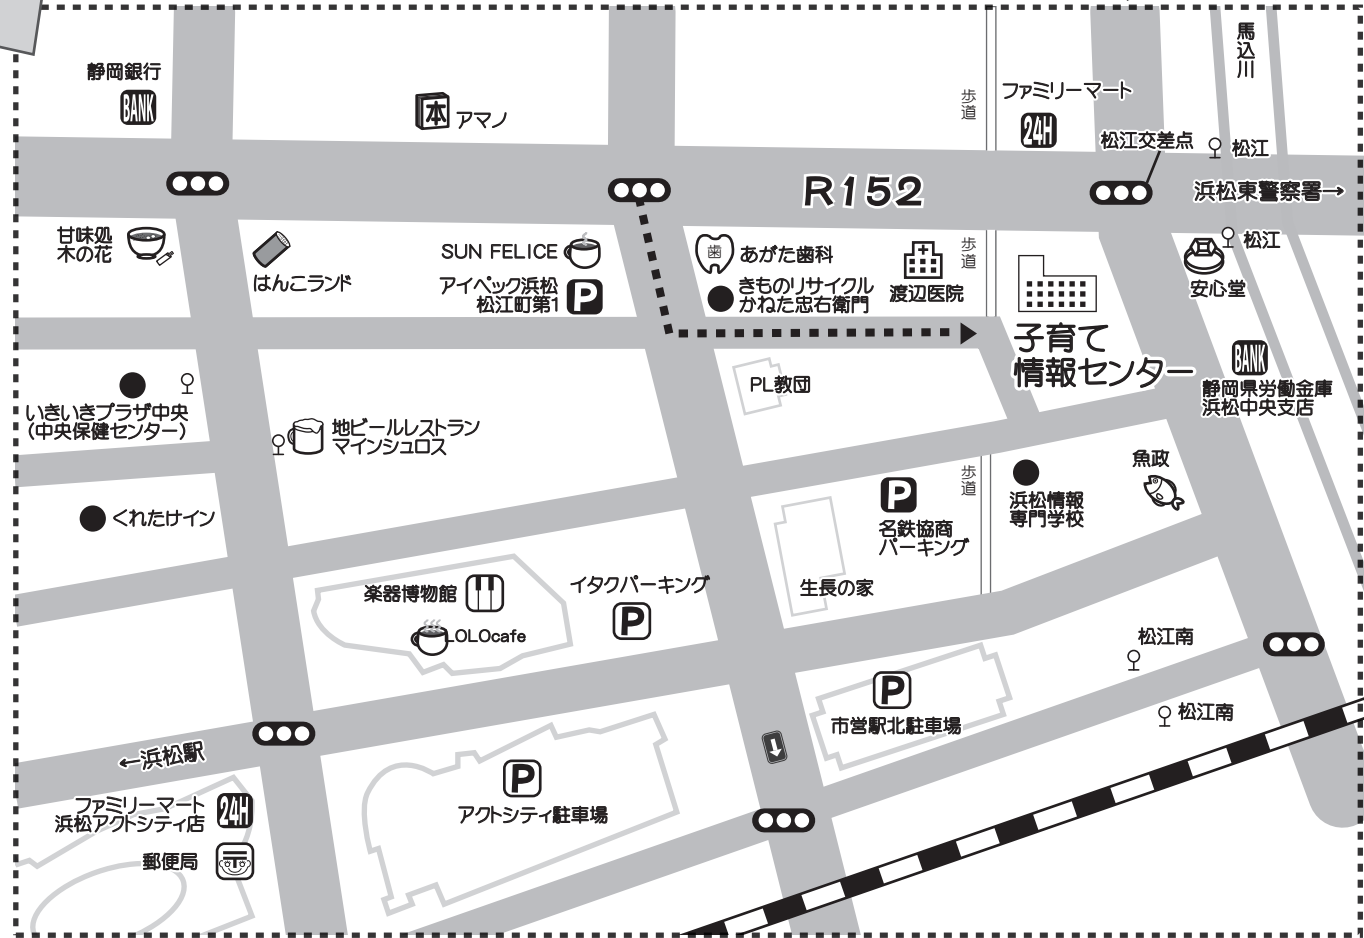 馬込川
静岡銀行
BANK
本
アマノ
歩道
ファミリーマート
24H
松江交差点
松江
R152
浜松東警察署→
甘味処
木の花
はんこランド
SUN FELICE
アイペック浜松
松江町第1
P
歯
あがた歯科
きものリサイクル
かねた忠右衛門
渡辺医院
歩道
松江
安心堂
子育て
情報センター
BANK
静岡県労働金庫
浜松中央支店
PL教団
いきいきプラザ中央
(中央保健センター)
地ビールレストラン
マインシュロス
歩道
魚政
P
名鉄協商
パーキング
浜松情報
専門学校
くれたけイン
楽器博物館
LOLOcafe
イタクパーキング
P
生長の家
松江南
松江南
P
市営駅北駐車場
←浜松駅
P
アクトシティ駐車場
ファミリーマート
浜松アクトシティ店
24H
郵便局